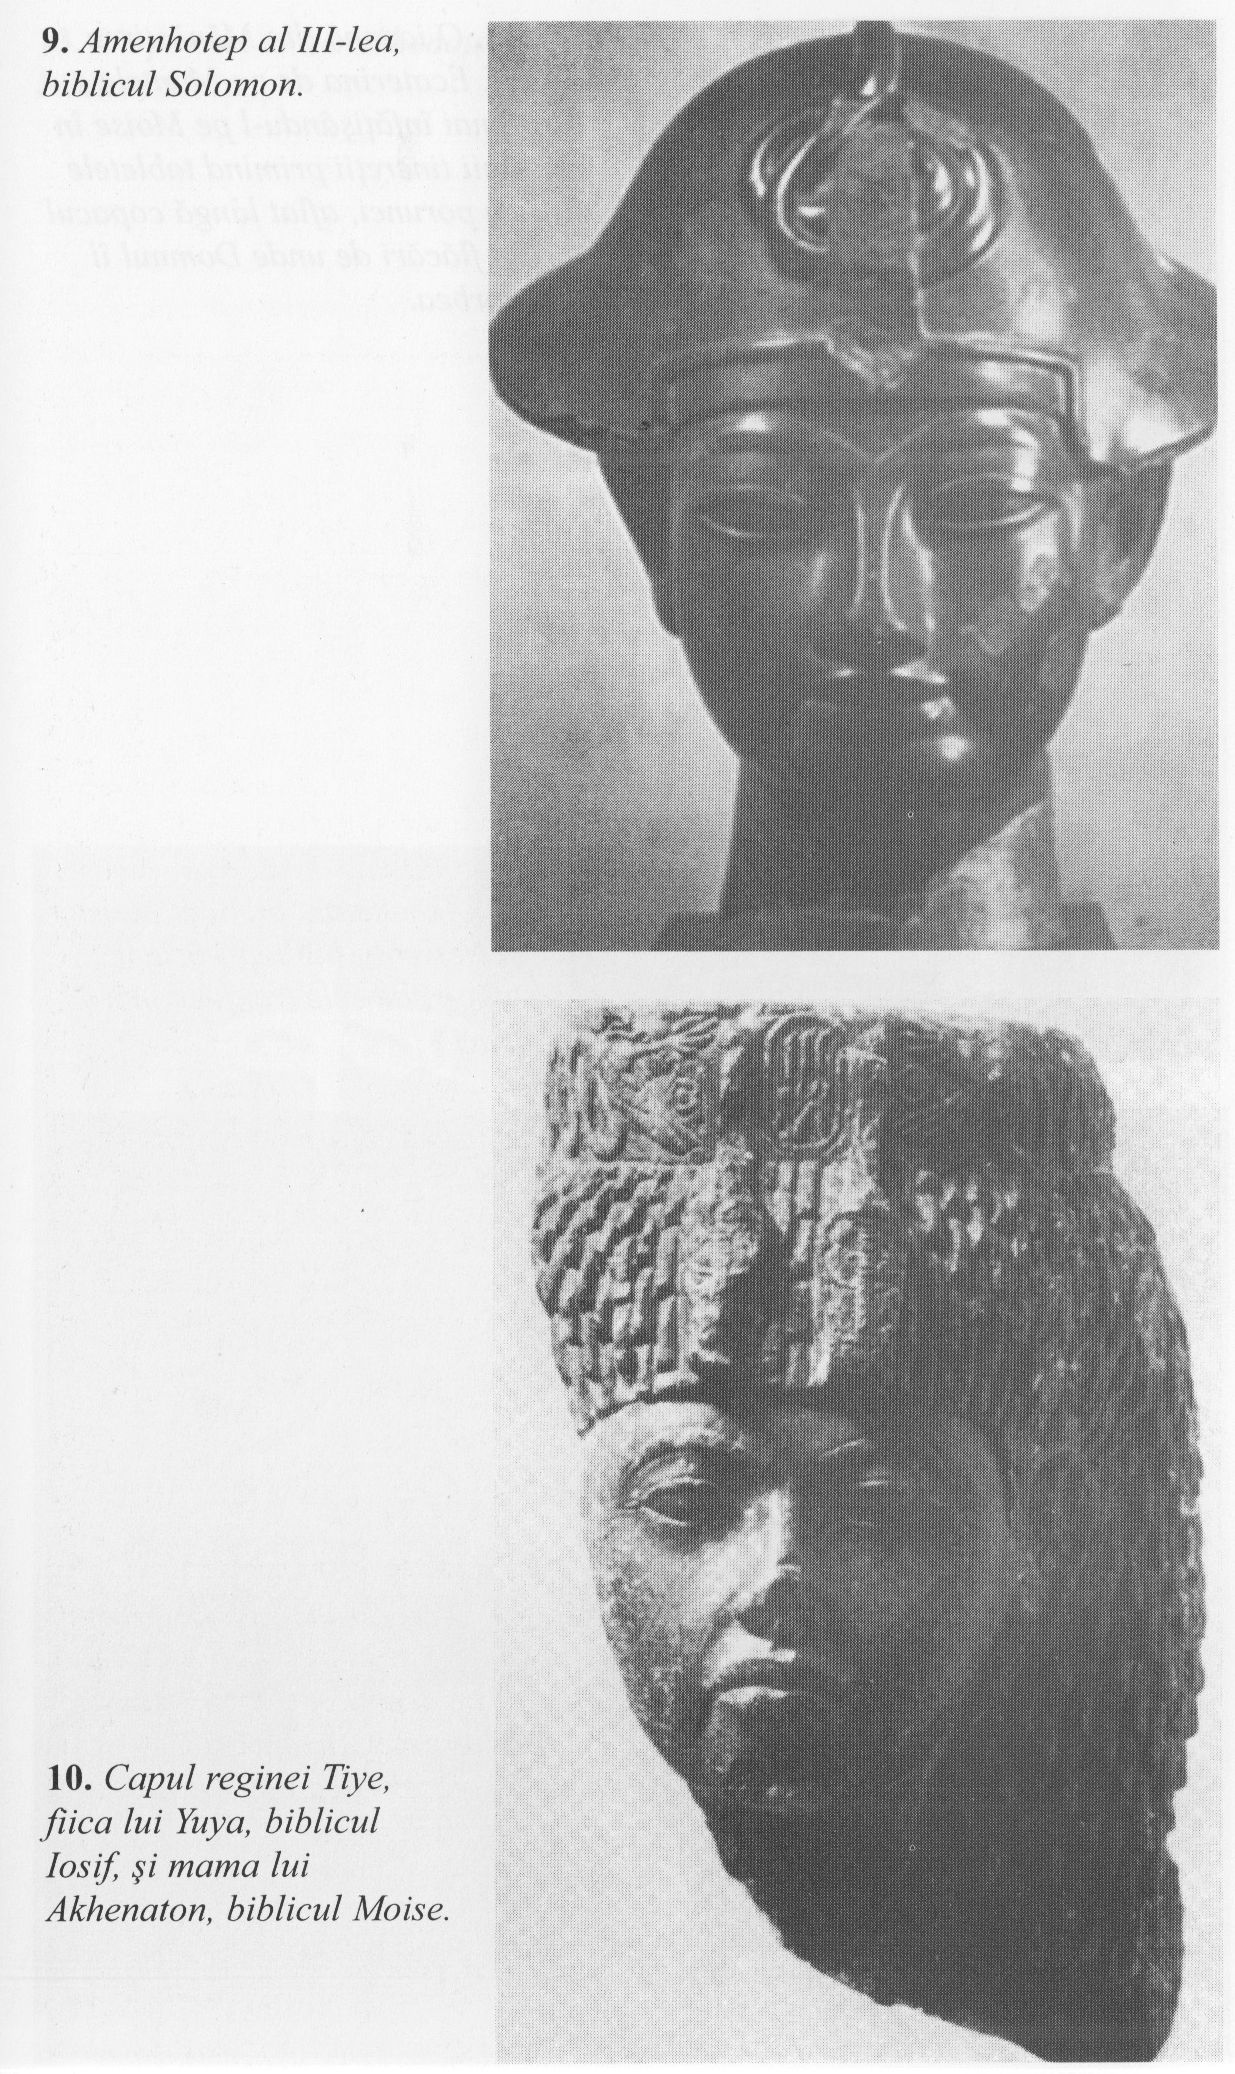 9. Amenhotep al III-lea,
biblicul Solomon.
10. Capul reginei Tiye,
fiica lui Yuya, biblicul
Iosif, şi mama lui
Akhenaton, biblicul Moise.